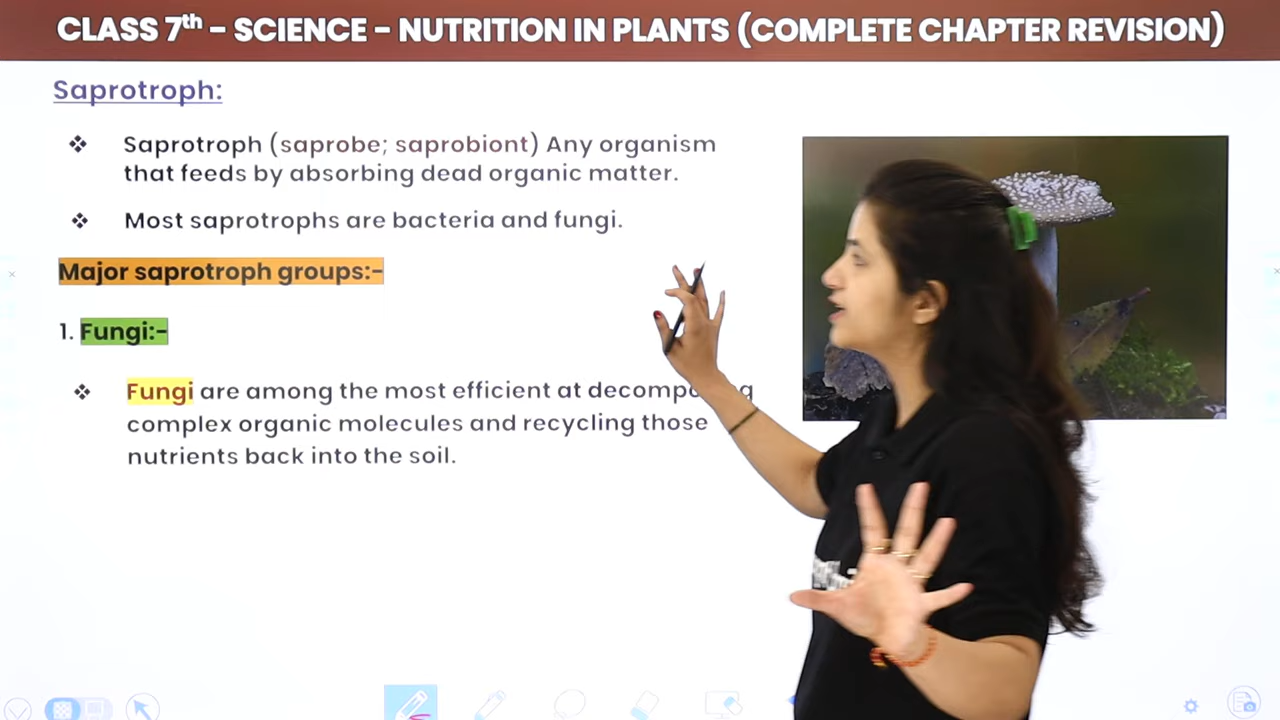 CLASS 7th - SCIENCE - NUTRITION IN PLANTS (COMPLETE CHAPTER REVISION)
Saprotroph:
❖ Saprotroph (saprobe; saprobiont) Any organism
that feeds by absorbing dead organic matter.
❖ Most saprotrophs are bacteria and fungi.
Major saprotroph groups:-
1. Fungi:-
❖ Fungi are among the most efficient at
complex organic molecules and recycling those
nutrients back into the soil.